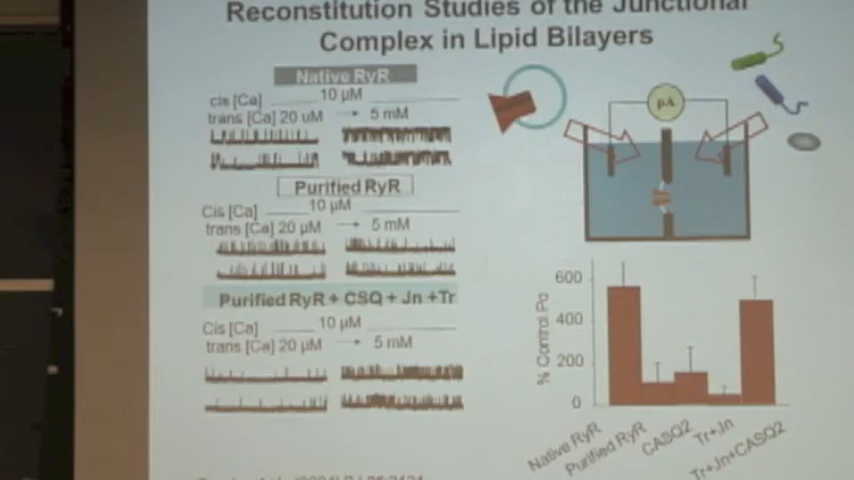 Reconstitution Studies of the Junctional
Complex in Lipid Bilayers
Native RyR
cis [Ca] 10 µM
trans [Ca] 20 uM → 5 mM
Purified RyR
Cis [Ca] 10 µM
trans [Ca] 20 µM → 5 mM
Purified RyR + CSQ + Jn +Tr
Cis [Ca] 10 µM
trans [Ca] 20 µM → 5 mM
pA
% Control Po
600
400
200
0
Native RyR
Purified RyR
CASQ2
Tr+Jn
Tr+Jn+CASQ2